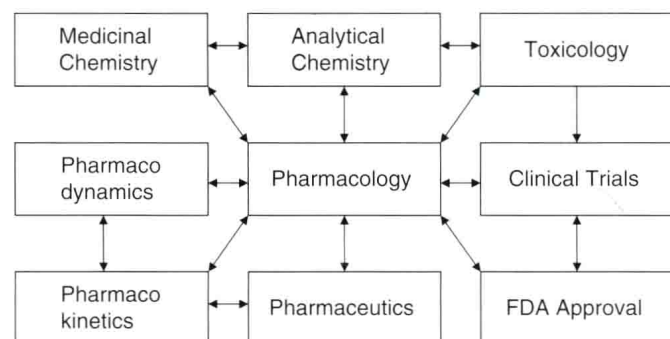 Medicinal
Chemistry
Analytical
Chemistry
Toxicology
Pharmaco
dynamics
Pharmacology
Clinical Trials
Pharmaco
kinetics
Pharmaceutics
FDA Approval